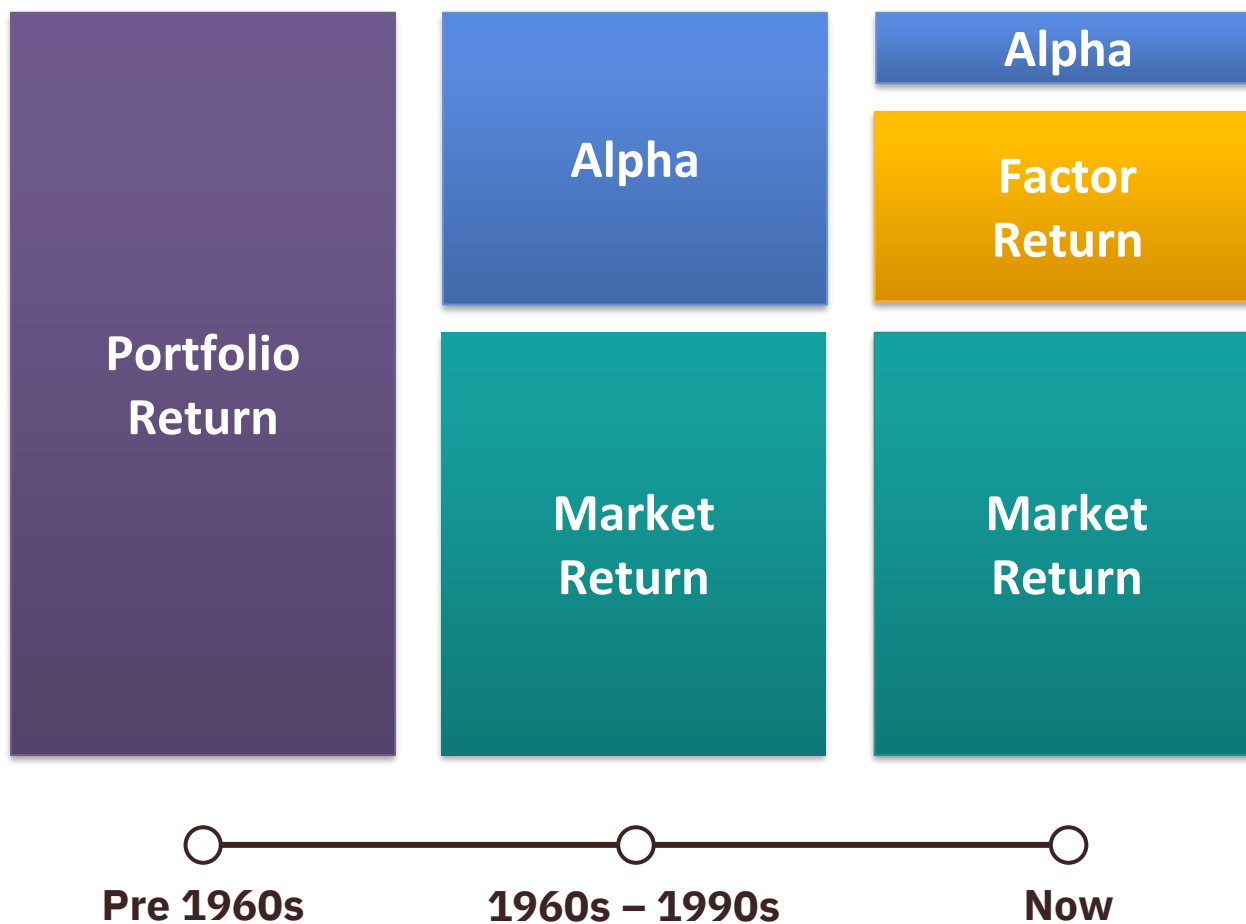 Portfolio
Return
Alpha
Market
Return
Alpha
Factor
Return
Market
Return
Pre 1960s
1960s – 1990s
Now